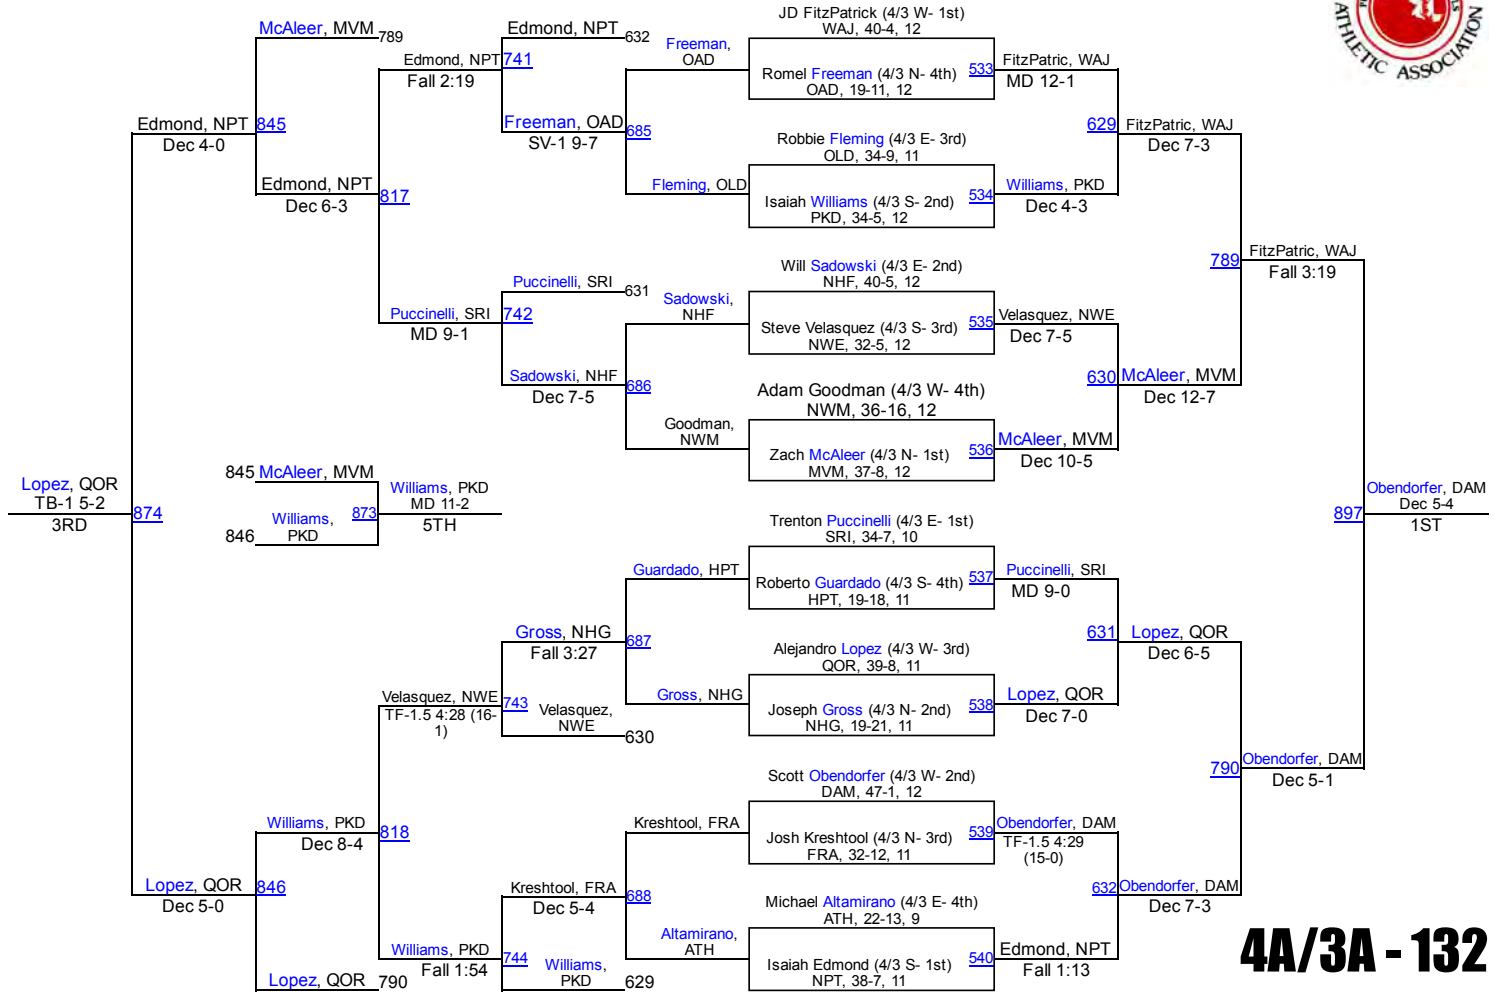 ATHLETIC ASSOCIATION
McAleer, MVM 789
Edmond, NPT 741
Fall 2:19
Edmond, NPT 632
Freeman, OAD 685
SV-1 9-7
Freeman,
OAD
Fleming, OLD
Edmond, NPT 845
Dec 4-0
Edmond, NPT 817
Dec 6-3
Puccinelli, SRI 742
MD 9-1
Puccinelli, SRI 631
Sadowski, NHF 686
Dec 7-5
Sadowski,
NHF
Goodman,
NWM
JD FitzPatrick (4/3 W- 1st)
WAJ, 40-4, 12
Romel Freeman (4/3 N- 4th) 533
OAD, 19-11, 12
FitzPatric, WAJ
MD 12-1
Robbie Fleming (4/3 E- 3rd)
OLD, 34-9, 11
Isaiah Williams (4/3 S- 2nd) 534
PKD, 34-5, 12
Williams, PKD
Dec 4-3
629 FitzPatric, WAJ
Dec 7-3
Will Sadowski (4/3 E- 2nd)
NHF, 40-5, 12
Steve Velasquez (4/3 S- 3rd) 535
NWE, 32-5, 12
Velasquez, NWE
Dec 7-5
Adam Goodman (4/3 W- 4th)
NWM, 36-16, 12
Zach McAleer (4/3 N- 1st) 536
MVM, 37-8, 12
McAleer, MVM
Dec 10-5
630 McAleer, MVM
Dec 12-7
789 FitzPatric, WAJ
Fall 3:19
Lopez, QOR
TB-1 5-2
3RD
874
845 McAleer, MVM
846 Williams,
PKD
873
Williams, PKD
MD 11-2
5TH
897
Obendorfer, DAM
Dec 5-4
1ST
Trenton Puccinelli (4/3 E- 1st)
SRI, 34-7, 10
Roberto Guardado (4/3 S- 4th) 537
HPT, 19-18, 11
Puccinelli, SRI
MD 9-0
Alejandro Lopez (4/3 W- 3rd)
QOR, 39-8, 11
Joseph Gross (4/3 N- 2nd) 538
NHG, 19-21, 11
Lopez, QOR
Dec 7-0
631 Lopez, QOR
Dec 6-5
Guardado, HPT
Gross, NHG
Gross, NHG 687
Fall 3:27
Velasquez, NWE 743
TF-1.5 4:28 (16-
1)
Velasquez,
NWE 630
Scott Obendorfer (4/3 W- 2nd)
DAM, 47-1, 12
Josh Kreshtool (4/3 N- 3rd) 539
FRA, 32-12, 11
Obendorfer, DAM
TF-1.5 4:29
(15-0)
Michael Altamirano (4/3 E- 4th)
ATH, 22-13, 9
Isaiah Edmond (4/3 S- 1st) 540
NPT, 38-7, 11
Edmond, NPT
Fall 1:13
632 Obendorfer, DAM
Dec 7-3
790 Obendorfer, DAM
Dec 5-1
Kreshtool, FRA
Altamirano,
ATH
Kreshtool, FRA 688
Dec 5-4
Williams, PKD 818
Dec 8-4
Lopez, QOR 846
Dec 5-0
Williams, PKD 744
Fall 1:54
Williams,
PKD 629
Lopez, QOR 790
4A/3A - 132